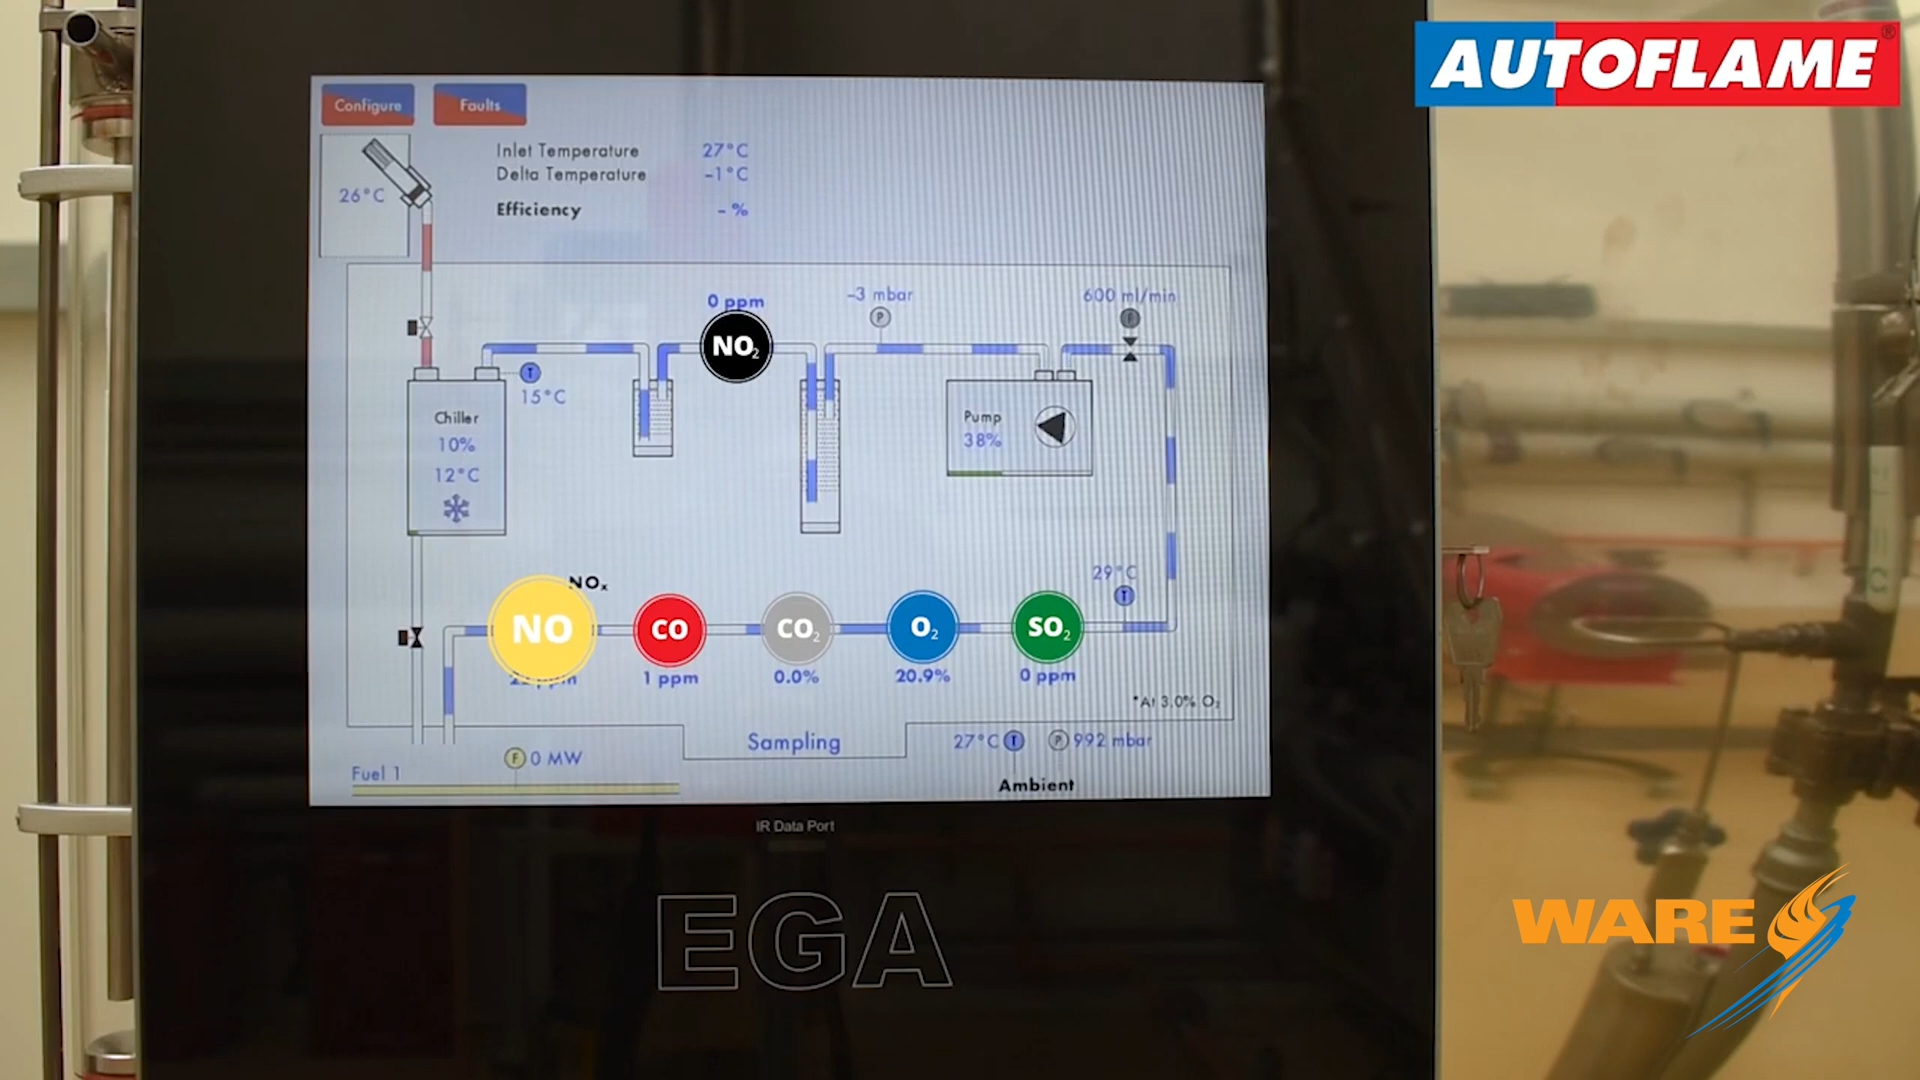 AUTOFLAME®
Configure
Faults
Inlet Temperature 27°C
Delta Temperature -1°C
26°C
Efficiency - %
0 ppm
-3 mbar
600 ml/min
P
F
NO₂
T
15°C
Chiller
10%
12°C
Pump
38%
29°C
T
NOₓ
NO
CO
CO₂
O₂
SO₂
1 ppm
0.0%
20.9%
0 ppm
*At 3.0% O₂
Sampling
27°C T P 992 mbar
F 0 MW
Fuel 1
Ambient
IR Data Port
EGA
WARE